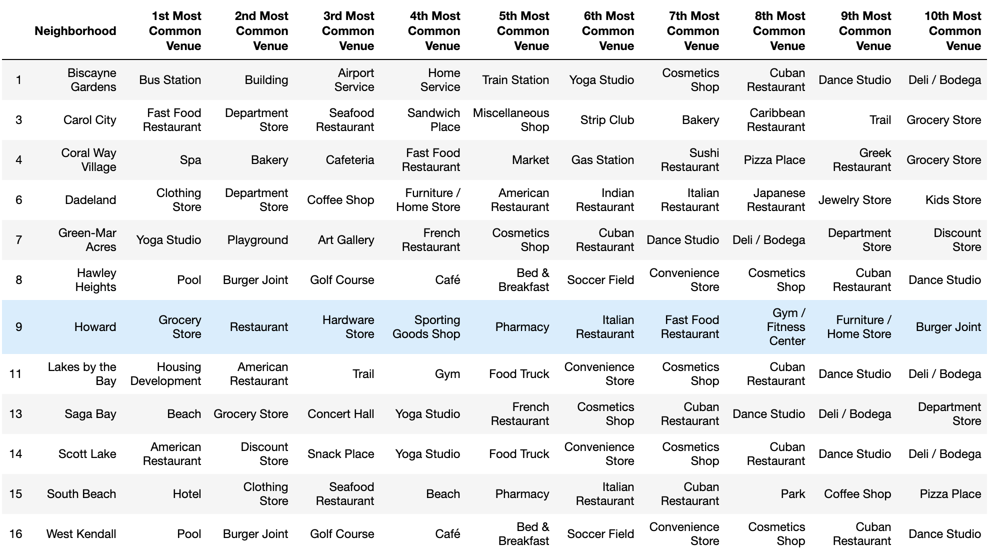 Neighborhood 1st Most Common Venue 2nd Most Common Venue 3rd Most Common Venue 4th Most Common Venue 5th Most Common Venue 6th Most Common Venue 7th Most Common Venue 8th Most Common Venue 9th Most Common Venue 10th Most Common Venue
1 Biscayne Gardens Bus Station Building Airport Service Home Service Train Station Yoga Studio Cosmetics Shop Cuban Restaurant Dance Studio Deli / Bodega
3 Carol City Fast Food Restaurant Department Store Seafood Restaurant Sandwich Place Miscellaneous Shop Strip Club Bakery Caribbean Restaurant Trail Grocery Store
4 Coral Way Village Spa Bakery Cafeteria Fast Food Restaurant Market Gas Station Sushi Restaurant Pizza Place Greek Restaurant Grocery Store
6 Dadeland Clothing Store Department Store Coffee Shop Furniture / Home Store American Restaurant Indian Restaurant Italian Restaurant Japanese Restaurant Jewelry Store Kids Store
7 Green-Mar Acres Yoga Studio Playground Art Gallery French Restaurant Cosmetics Shop Cuban Restaurant Dance Studio Deli / Bodega Department Store Discount Store
8 Hawley Heights Pool Burger Joint Golf Course Café Bed & Breakfast Soccer Field Convenience Store Cosmetics Shop Cuban Restaurant Dance Studio
9 Howard Grocery Store Restaurant Hardware Store Sporting Goods Shop Pharmacy Italian Restaurant Fast Food Restaurant Gym / Fitness Center Furniture / Home Store Burger Joint
11 Lakes by the Bay Housing Development American Restaurant Trail Gym Food Truck Convenience Store Cosmetics Shop Cuban Restaurant Dance Studio Deli / Bodega
13 Saga Bay Beach Grocery Store Concert Hall Yoga Studio French Restaurant Cosmetics Shop Cuban Restaurant Dance Studio Deli / Bodega Department Store
14 Scott Lake American Restaurant Discount Store Snack Place Yoga Studio Food Truck Convenience Store Cosmetics Shop Cuban Restaurant Dance Studio Deli / Bodega
15 South Beach Hotel Clothing Store Seafood Restaurant Beach Pharmacy Italian Restaurant Cuban Restaurant Park Coffee Shop Pizza Place
16 West Kendall Pool Burger Joint Golf Course Café Bed & Breakfast Soccer Field Convenience Store Cosmetics Shop Cuban Restaurant Dance Studio